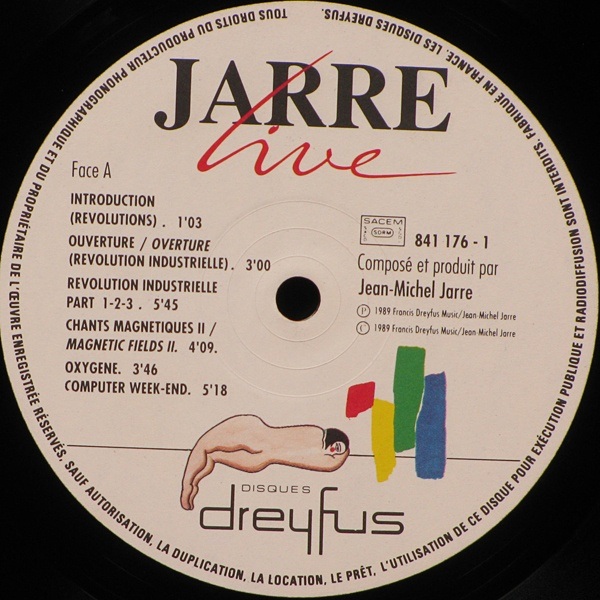 JARRE
live
Face A
INTRODUCTION
(REVOLUTIONS) . 1'03
OUVERTURE / OVERTURE
(REVOLUTION INDUSTRIELLE) . 3'00
REVOLUTION INDUSTRIELLE
PART 1-2-3 . 5'45
CHANTS MAGNETIQUES II /
MAGNETIC FIELDS II. 4'09.
OXYGENE. 3'46
COMPUTER WEEK-END. 5'18
SACEM
SDRM
841 176 - 1
Composé et produit par
Jean-Michel Jarre
Ⓟ 1989 Francis Dreyfus Music/Jean-Michel Jarre
© 1989 Francis Dreyfus Music/Jean-Michel Jarre
DISQUES
dreyfus
TOUS DROITS DU PRODUCTEUR PHONOGRAPHIQUE ET DU PROPRIÉTAIRE DE L'ŒUVRE ENREGISTRÉE RÉSERVÉS, SAUF AUTORISATION, LA DUPLICATION, LA LOCATION, LE PRÊT, L'UTILISATION DE CE DISQUE POUR EXÉCUTION PUBLIQUE ET RADIODIFFUSION SONT INTERDITS. FABRIQUÉ EN FRANCE. LES DISQUES DREYFUS.